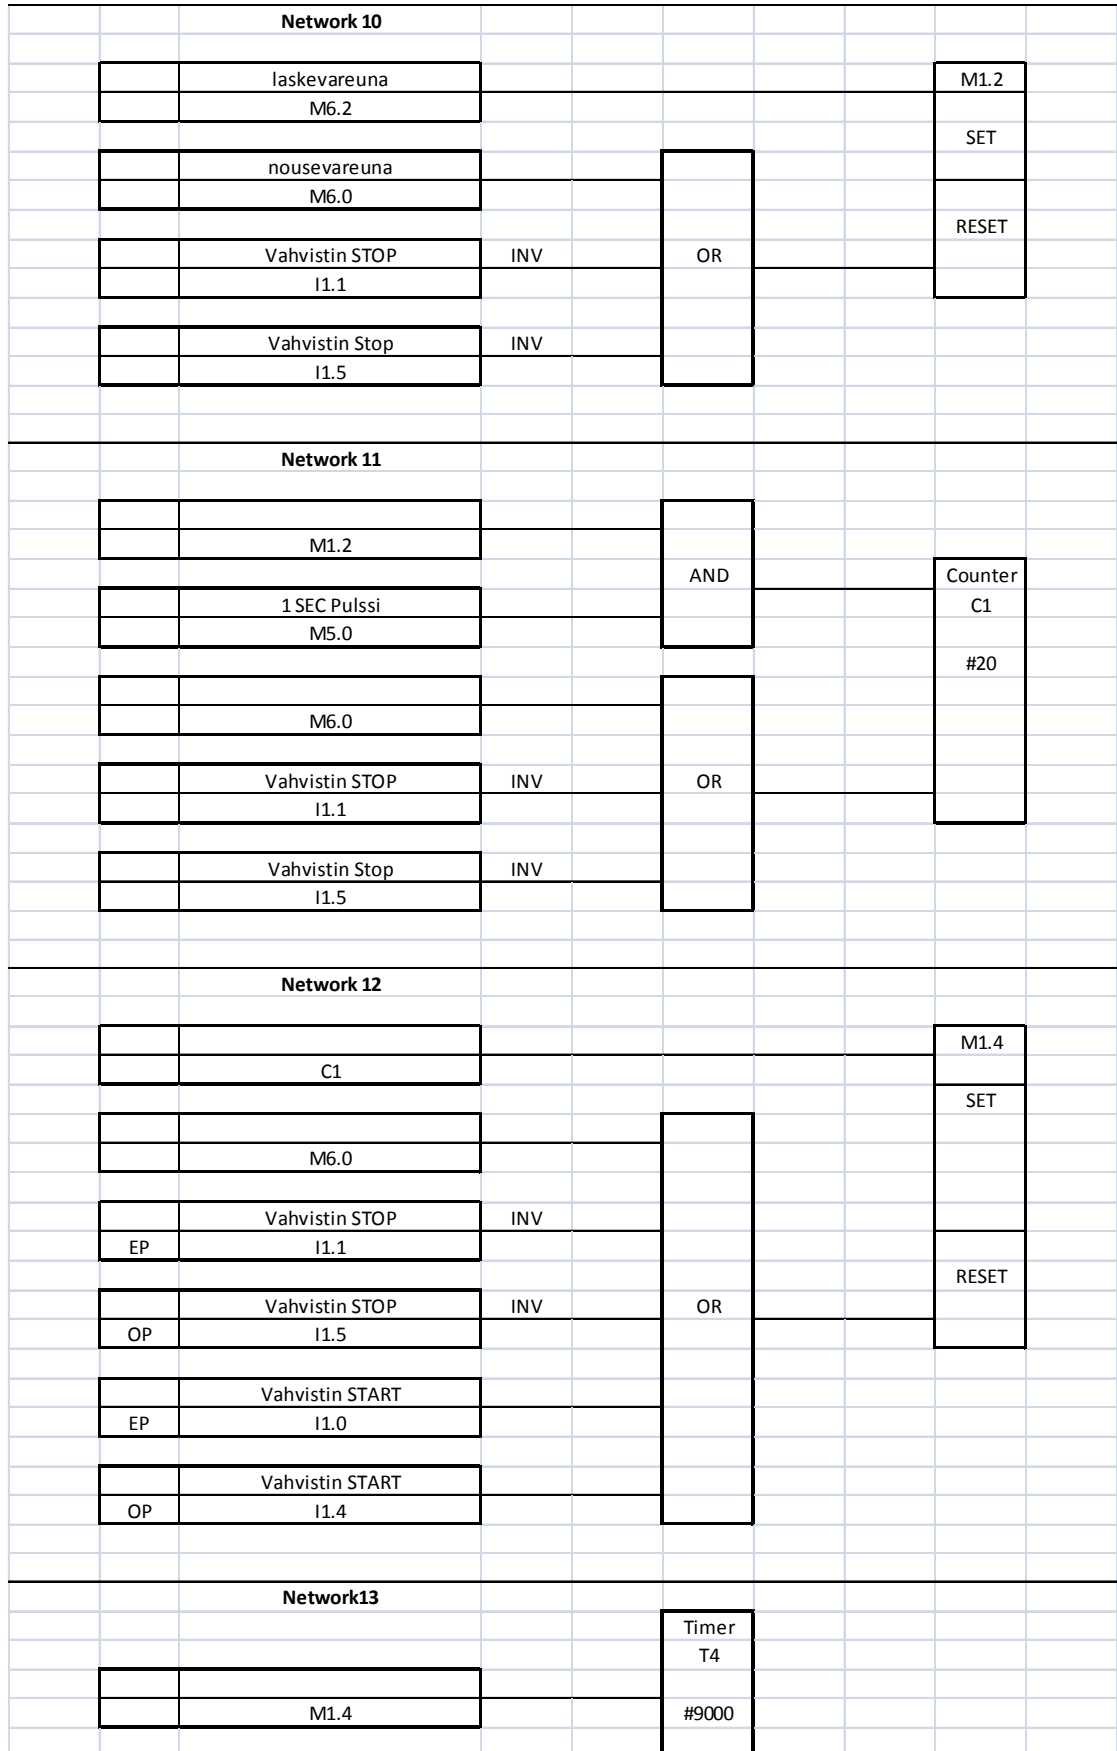 Network 10
laskevareuna M1.2
M6.2
SET
nousevareuna
M6.0
RESET
Vahvistin STOP INV OR
I1.1
Vahvistin Stop INV
I1.5
Network 11
M1.2
AND Counter
1 SEC Pulssi C1
M5.0
#20
M6.0
Vahvistin STOP INV OR
I1.1
Vahvistin Stop INV
I1.5
Network 12
M1.4
C1
SET
M6.0
Vahvistin STOP INV
EP I1.1
RESET
Vahvistin STOP INV OR
OP I1.5
Vahvistin START
EP I1.0
Vahvistin START
OP I1.4
Network13
Timer
T4
M1.4 #9000